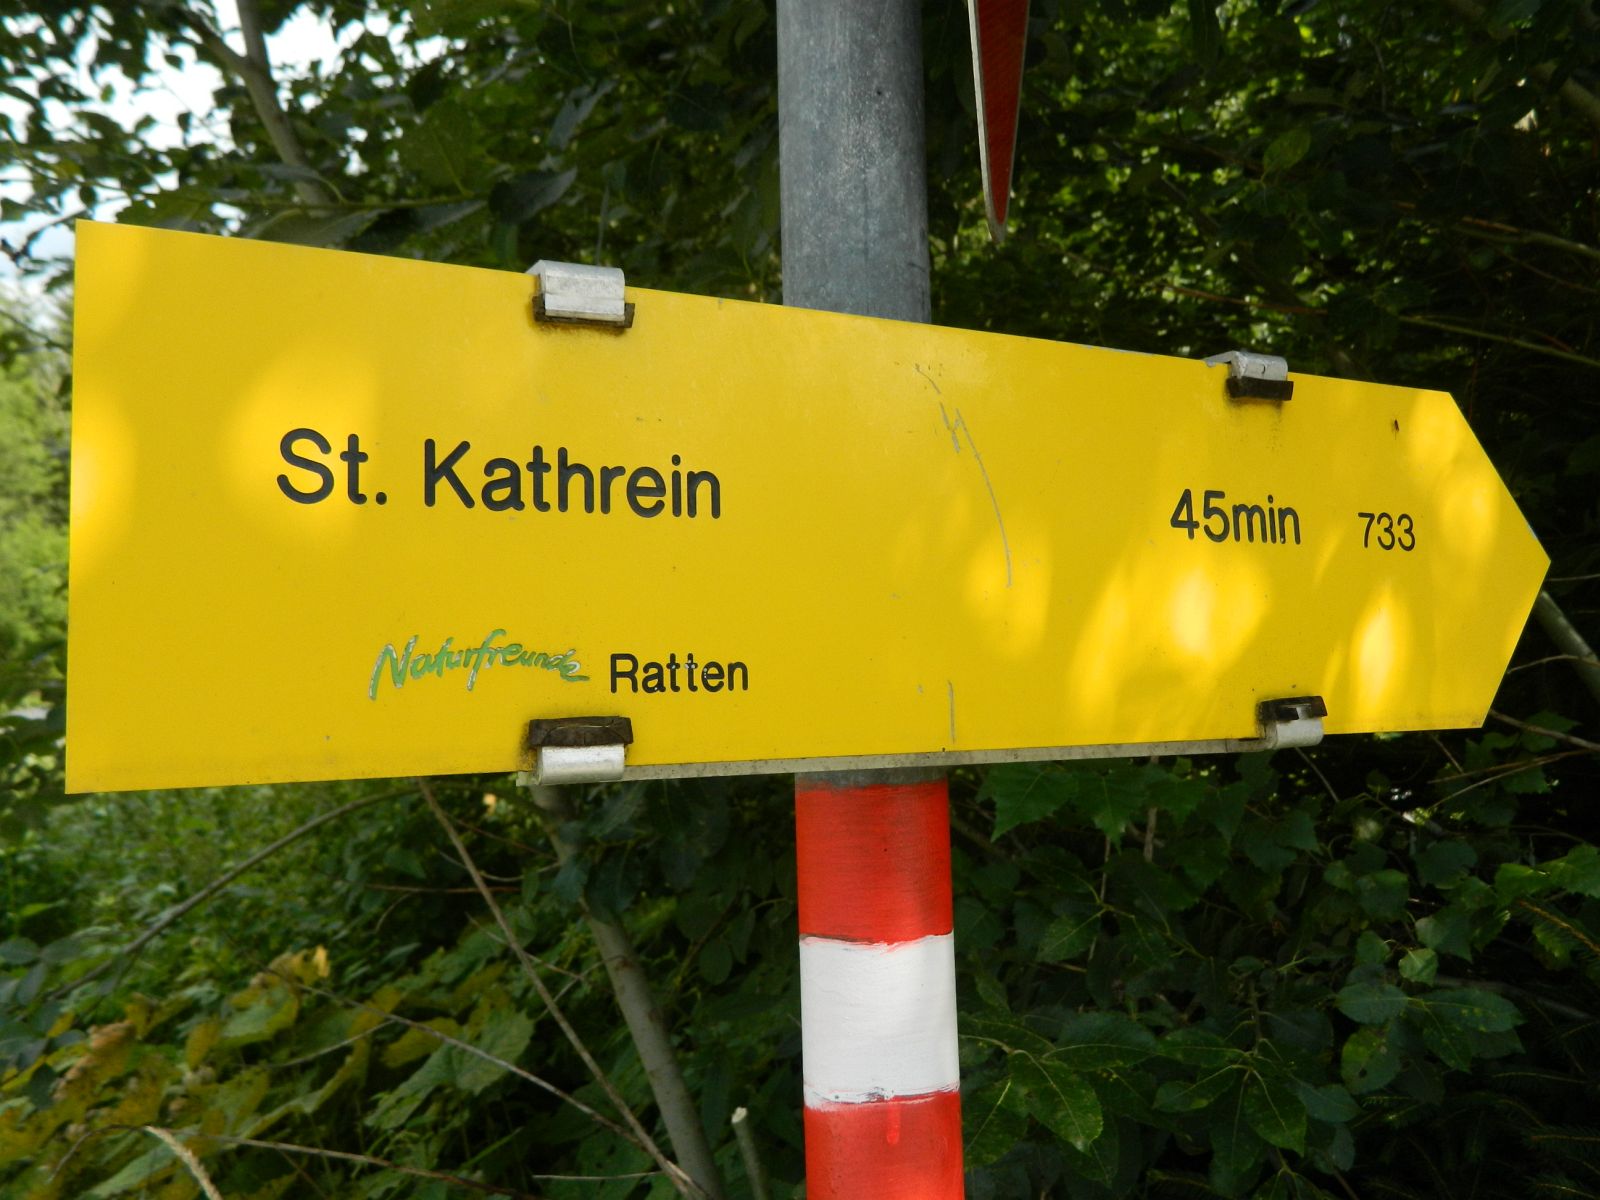 St. Kathrein 45min 733
Naturfreunde Ratten